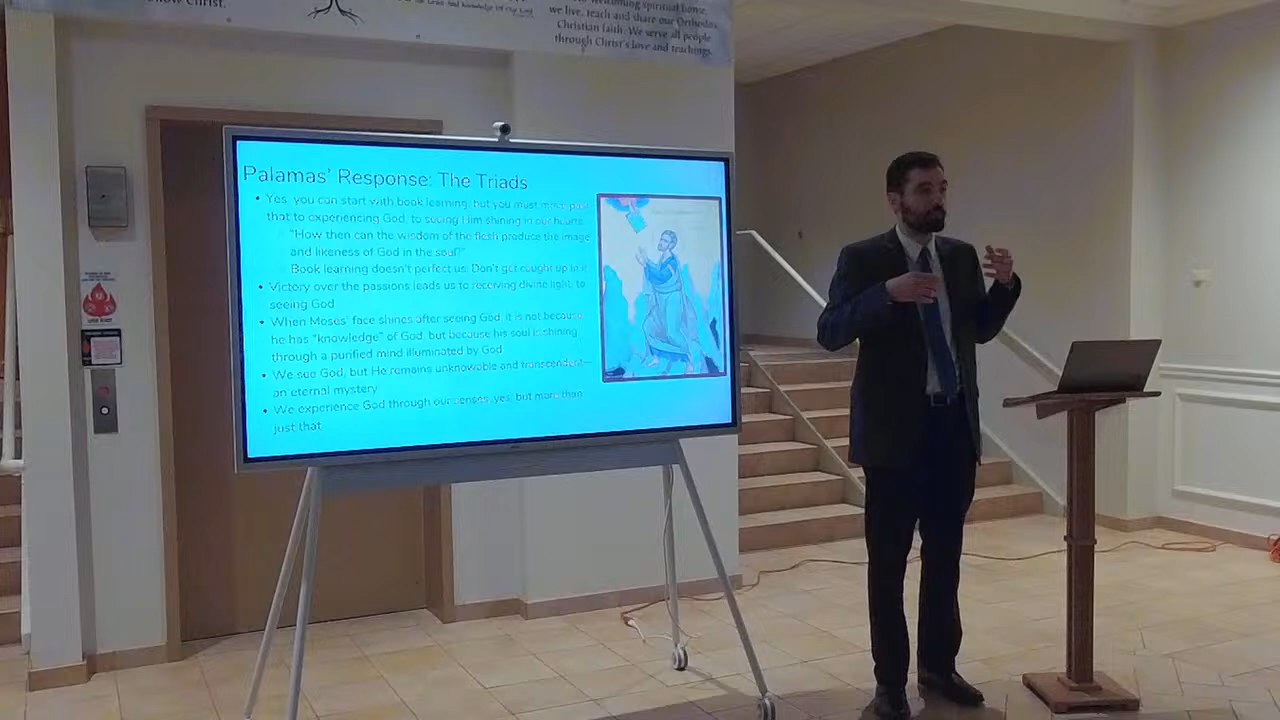 ollow Christ.
we live, teach and share our Orthodox
Christian faith. We serve all people
through Christ's love and teachings.
Palamas' Response: The Triads
• Yes, you can start with book learning, but you must move past
that to experiencing God, to seeing Him shining in our hearts
"How then can the wisdom of the flesh produce the image
and likeness of God in the soul?"
Book learning doesn't perfect us. Don't get caught up in it
• Victory over the passions leads us to receiving divine light, to
seeing God
• When Moses' face shines after seeing God, it is not because
he has "knowledge" of God, but because his soul is shining
through a purified mind illuminated by God
• We see God, but He remains unknowable and transcendent—
an eternal mystery
• We experience God through our senses, yes, but more than
just that